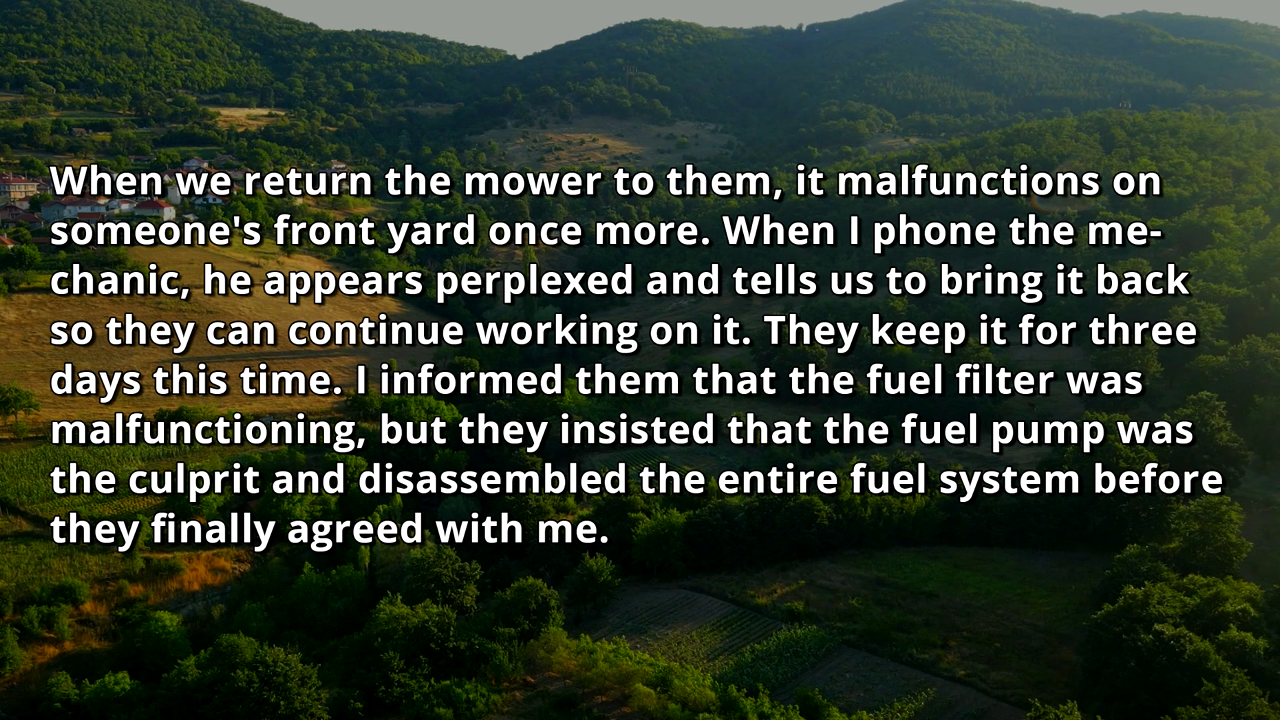 When we return the mower to them, it malfunctions on
someone's front yard once more. When I phone the me-
chanic, he appears perplexed and tells us to bring it back
so they can continue working on it. They keep it for three
days this time. I informed them that the fuel filter was
malfunctioning, but they insisted that the fuel pump was
the culprit and disassembled the entire fuel system before
they finally agreed with me.